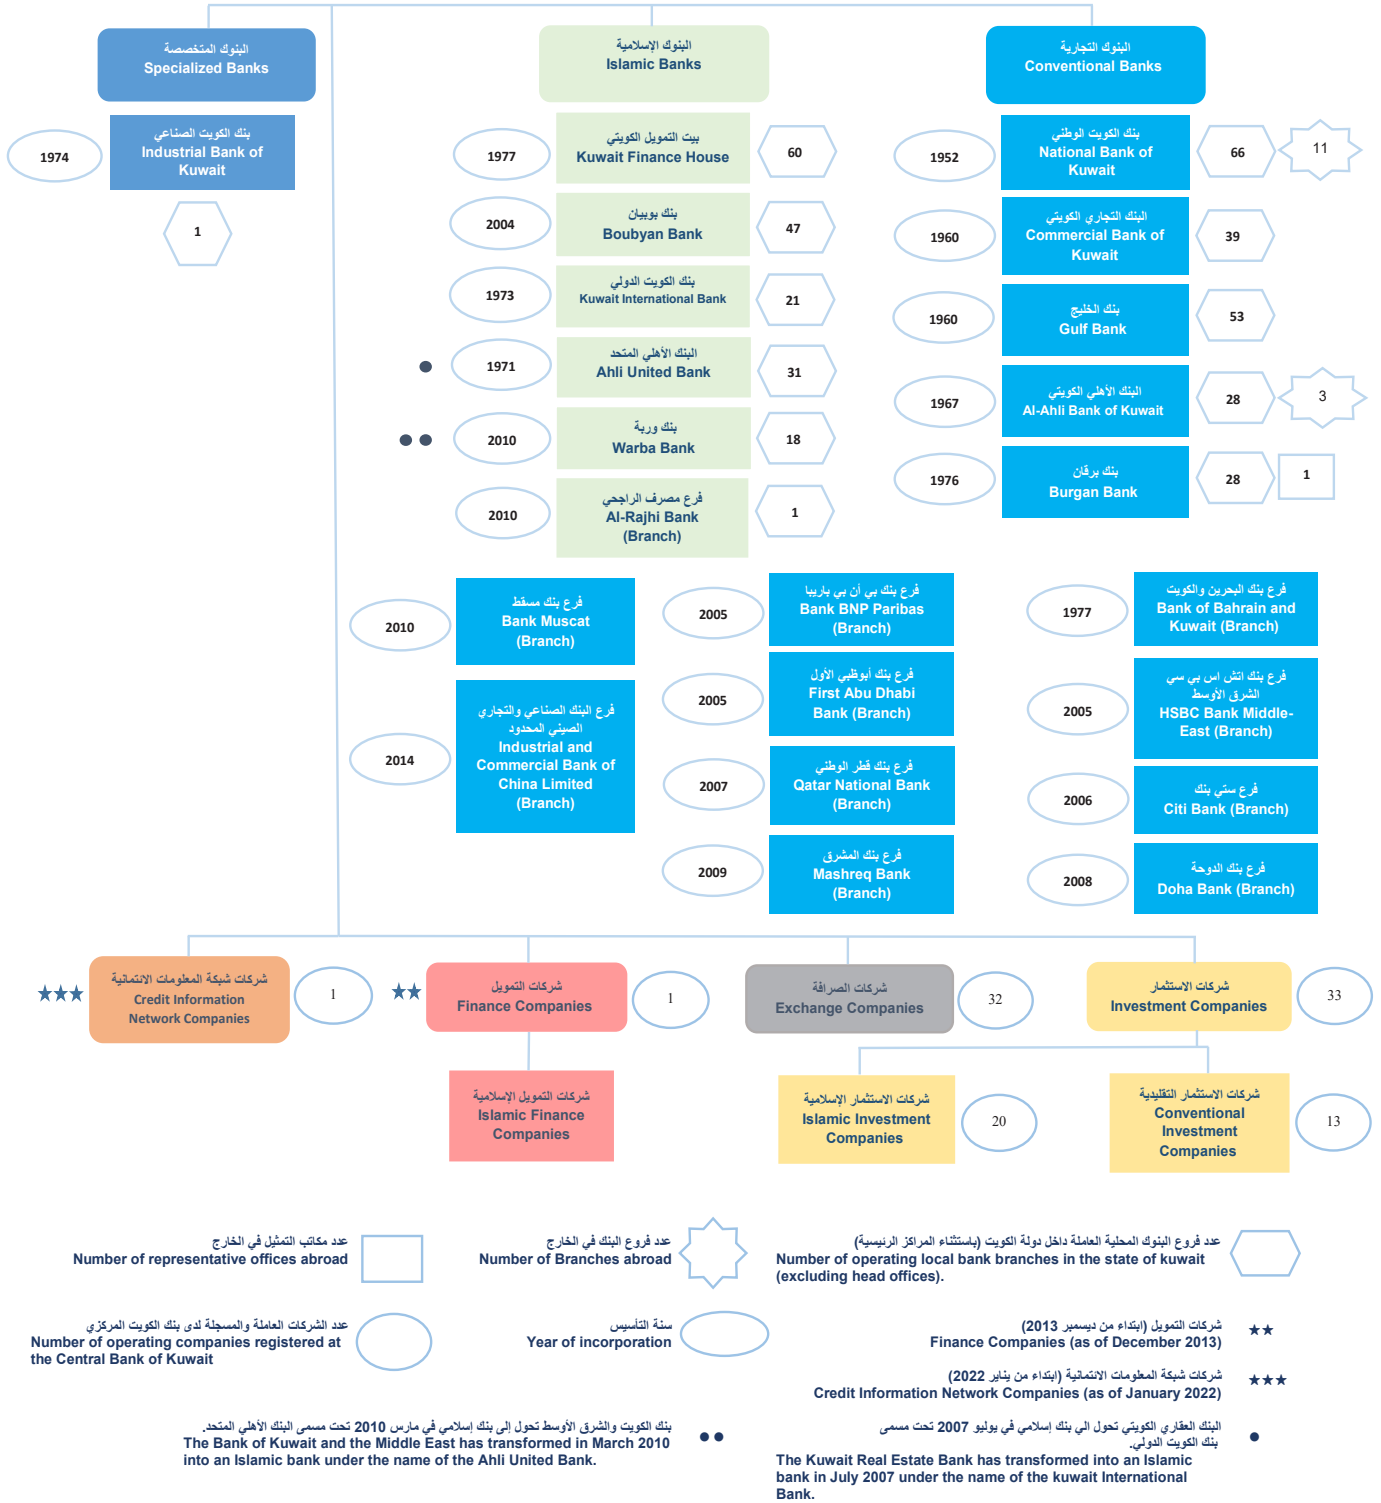 البنوك المتخصصة
Specialized Banks
البنوك الإسلامية
Islamic Banks
البنوك التجارية
Conventional Banks
1974
بنك الكويت الصناعي
Industrial Bank of
Kuwait
1
1977
بيت التمويل الكويتي
Kuwait Finance House
60
2004
بنك بوبيان
Boubyan Bank
47
1973
بنك الكويت الدولي
Kuwait International Bank
21
●
1971
البنك الأهلي المتحد
Ahli United Bank
31
● ●
2010
بنك وربة
Warba Bank
18
2010
فرع مصرف الراجحي
Al-Rajhi Bank
(Branch)
1
1952
بنك الكويت الوطني
National Bank of
Kuwait
66
11
1960
البنك التجاري الكويتي
Commercial Bank of
Kuwait
39
1960
بنك الخليج
Gulf Bank
53
1967
البنك الأهلي الكويتي
Al-Ahli Bank of Kuwait
28
3
1976
بنك برقان
Burgan Bank
28
1
2010
فرع بنك مسقط
Bank Muscat
(Branch)
2014
فرع البنك الصناعي والتجاري
الصيني المحدود
Industrial and
Commercial Bank of
China Limited
(Branch)
2005
فرع بنك بي أن بي باريبا
Bank BNP Paribas
(Branch)
2005
فرع بنك أبوظبي الأول
First Abu Dhabi
Bank (Branch)
2007
فرع بنك قطر الوطني
Qatar National Bank
(Branch)
2009
فرع بنك المشرق
Mashreq Bank
(Branch)
1977
فرع بنك البحرين والكويت
Bank of Bahrain and
Kuwait (Branch)
2005
فرع بنك اتش اس بي سي
الشرق الأوسط
HSBC Bank Middle-
East (Branch)
2006
فرع ستي بنك
Citi Bank (Branch)
2008
فرع بنك الدوحة
Doha Bank (Branch)
★★★
شركات شبكة المعلومات الائتمانية
Credit Information
Network Companies
1
★★
شركات التمويل
Finance Companies
1
شركات الصرافة
Exchange Companies
32
شركات الاستثمار
Investment Companies
33
شركات التمويل الإسلامية
Islamic Finance
Companies
شركات الاستثمار الإسلامية
Islamic Investment
Companies
20
شركات الاستثمار التقليدية
Conventional
Investment
Companies
13
عدد مكاتب التمثيل في الخارج
Number of representative offices abroad
عدد فروع البنك في الخارج
Number of Branches abroad
عدد فروع البنوك المحلية العاملة داخل دولة الكويت (باستثناء المراكز الرئيسية)
Number of operating local bank branches in the state of kuwait
(excluding head offices).
عدد الشركات العاملة والمسجلة لدى بنك الكويت المركزي
Number of operating companies registered at
the Central Bank of Kuwait
سنة التأسيس
Year of incorporation
شركات التمويل (ابتداء من ديسمبر 2013)
Finance Companies (as of December 2013)
★★
شركات شبكة المعلومات الائتمانية (ابتداء من يناير 2022)
Credit Information Network Companies (as of January 2022)
★★★
بنك الكويت والشرق الأوسط تحول إلى بنك إسلامي في مارس 2010 تحت مسمى البنك الأهلي المتحد.
The Bank of Kuwait and the Middle East has transformed in March 2010
into an Islamic bank under the name of the Ahli United Bank.
● ●
البنك العقاري الكويتي تحول الي بنك إسلامي في يوليو 2007 تحت مسمى
بنك الكويت الدولي.
The Kuwait Real Estate Bank has transformed into an Islamic
bank in July 2007 under the name of the kuwait International
Bank.
●